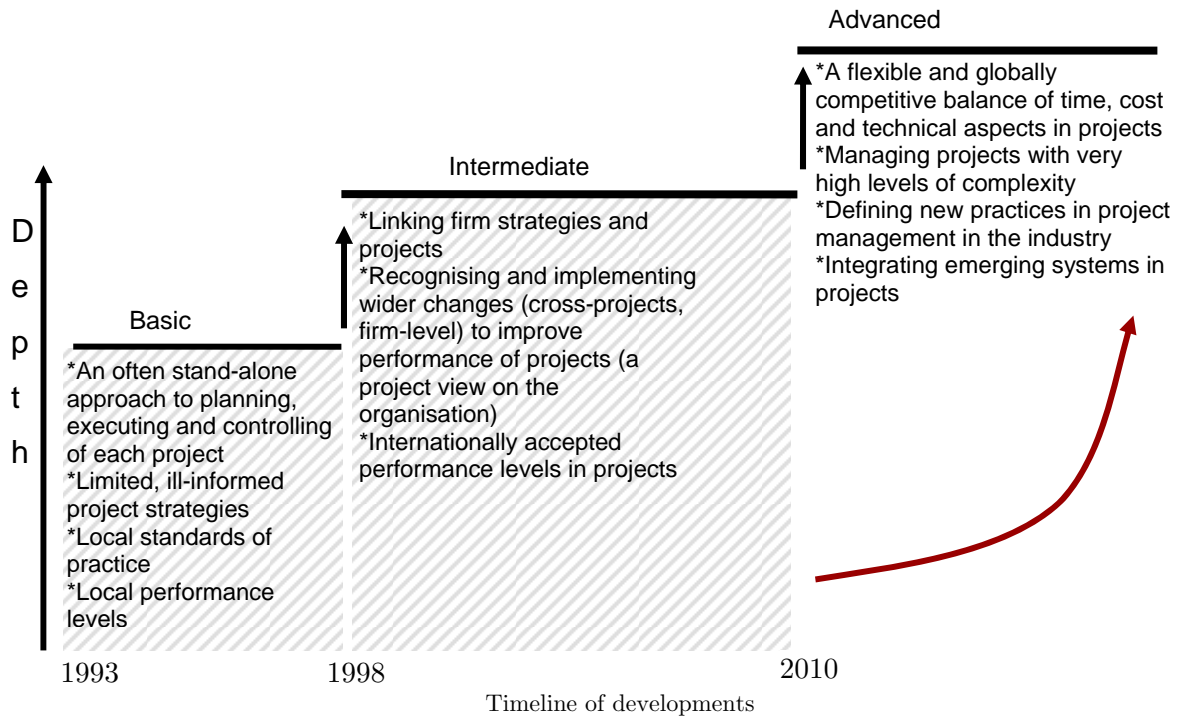 Advanced
*A flexible and globally
competitive balance of time, cost
and technical aspects in projects
*Managing projects with very
high levels of complexity
*Defining new practices in project
management in the industry
*Integrating emerging systems in
projects
Intermediate
*Linking firm strategies and
projects
*Recognising and implementing
wider changes (cross-projects,
firm-level) to improve
performance of projects (a
project view on the
organisation)
*Internationally accepted
performance levels in projects
Depth
Basic
*An often stand-alone
approach to planning,
executing and controlling
of each project
*Limited, ill-informed
project strategies
*Local standards of
practice
*Local performance
levels
1993
1998
2010
Timeline of developments